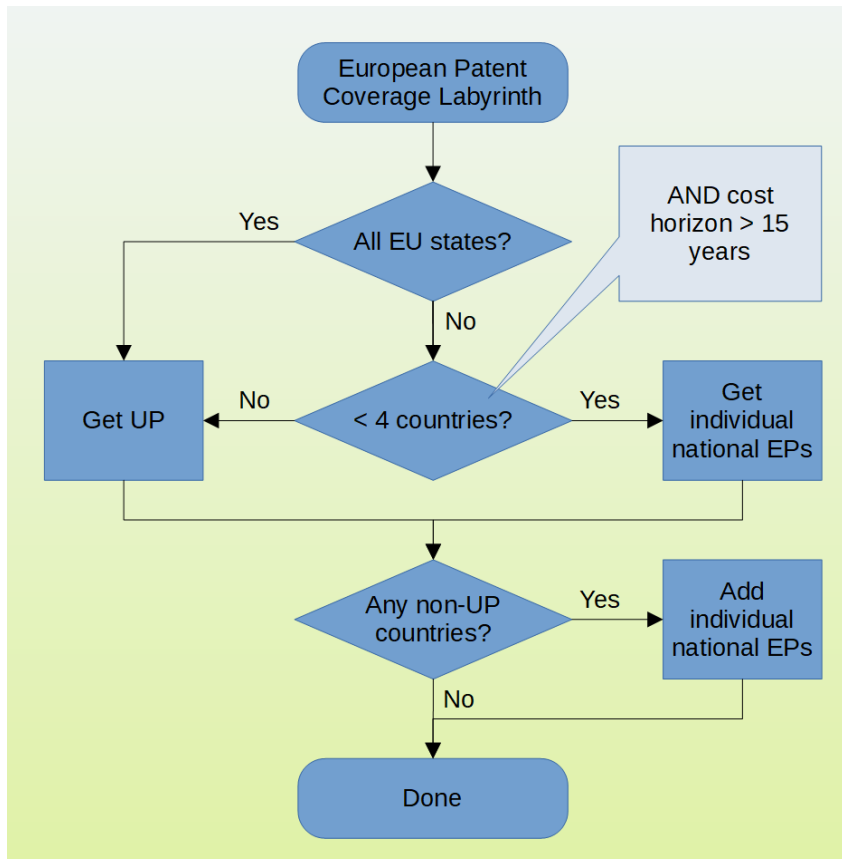 European Patent
Coverage Labyrinth
AND cost
horizon > 15
years
Yes
All EU states?
No
Get UP
No
< 4 countries?
Yes
Get
individual
national EPs
Any non-UP
countries?
Yes
Add
individual
national EPs
No
Done